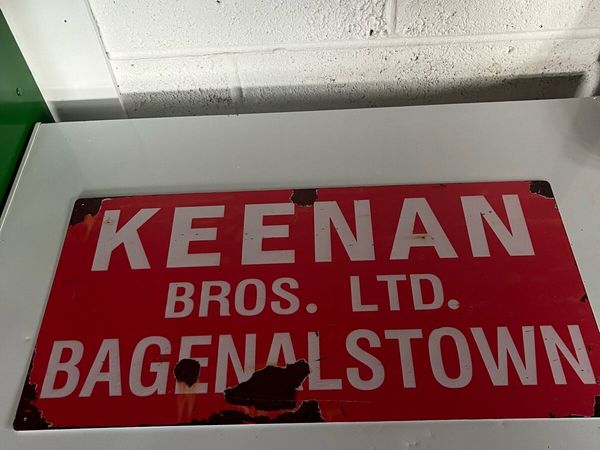 KEENAN
BROS. LTD.
BAGENALSTOWN